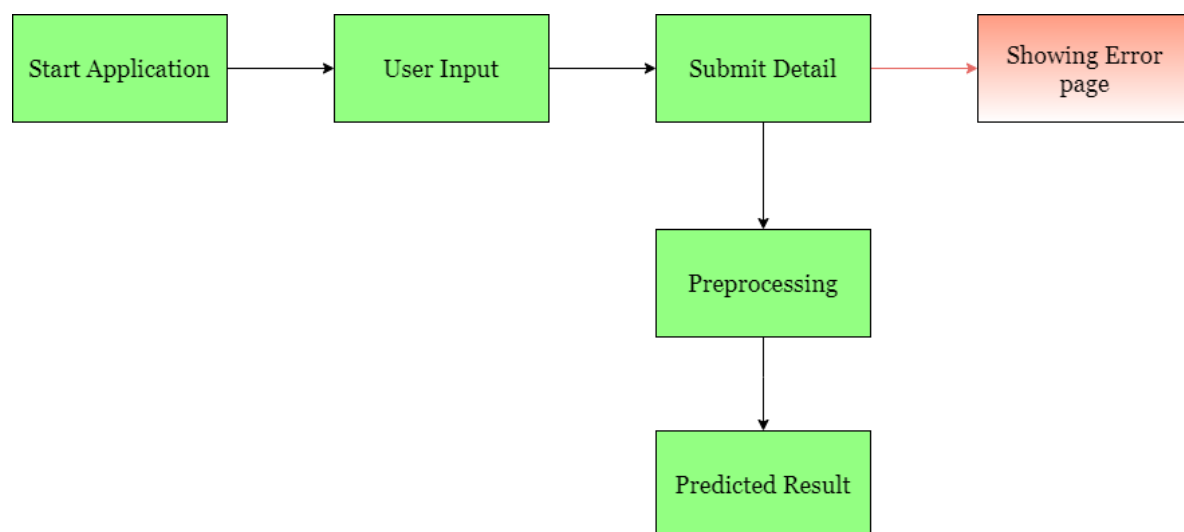 Start Application
User Input
Submit Detail
Showing Error
page
Preprocessing
Predicted Result